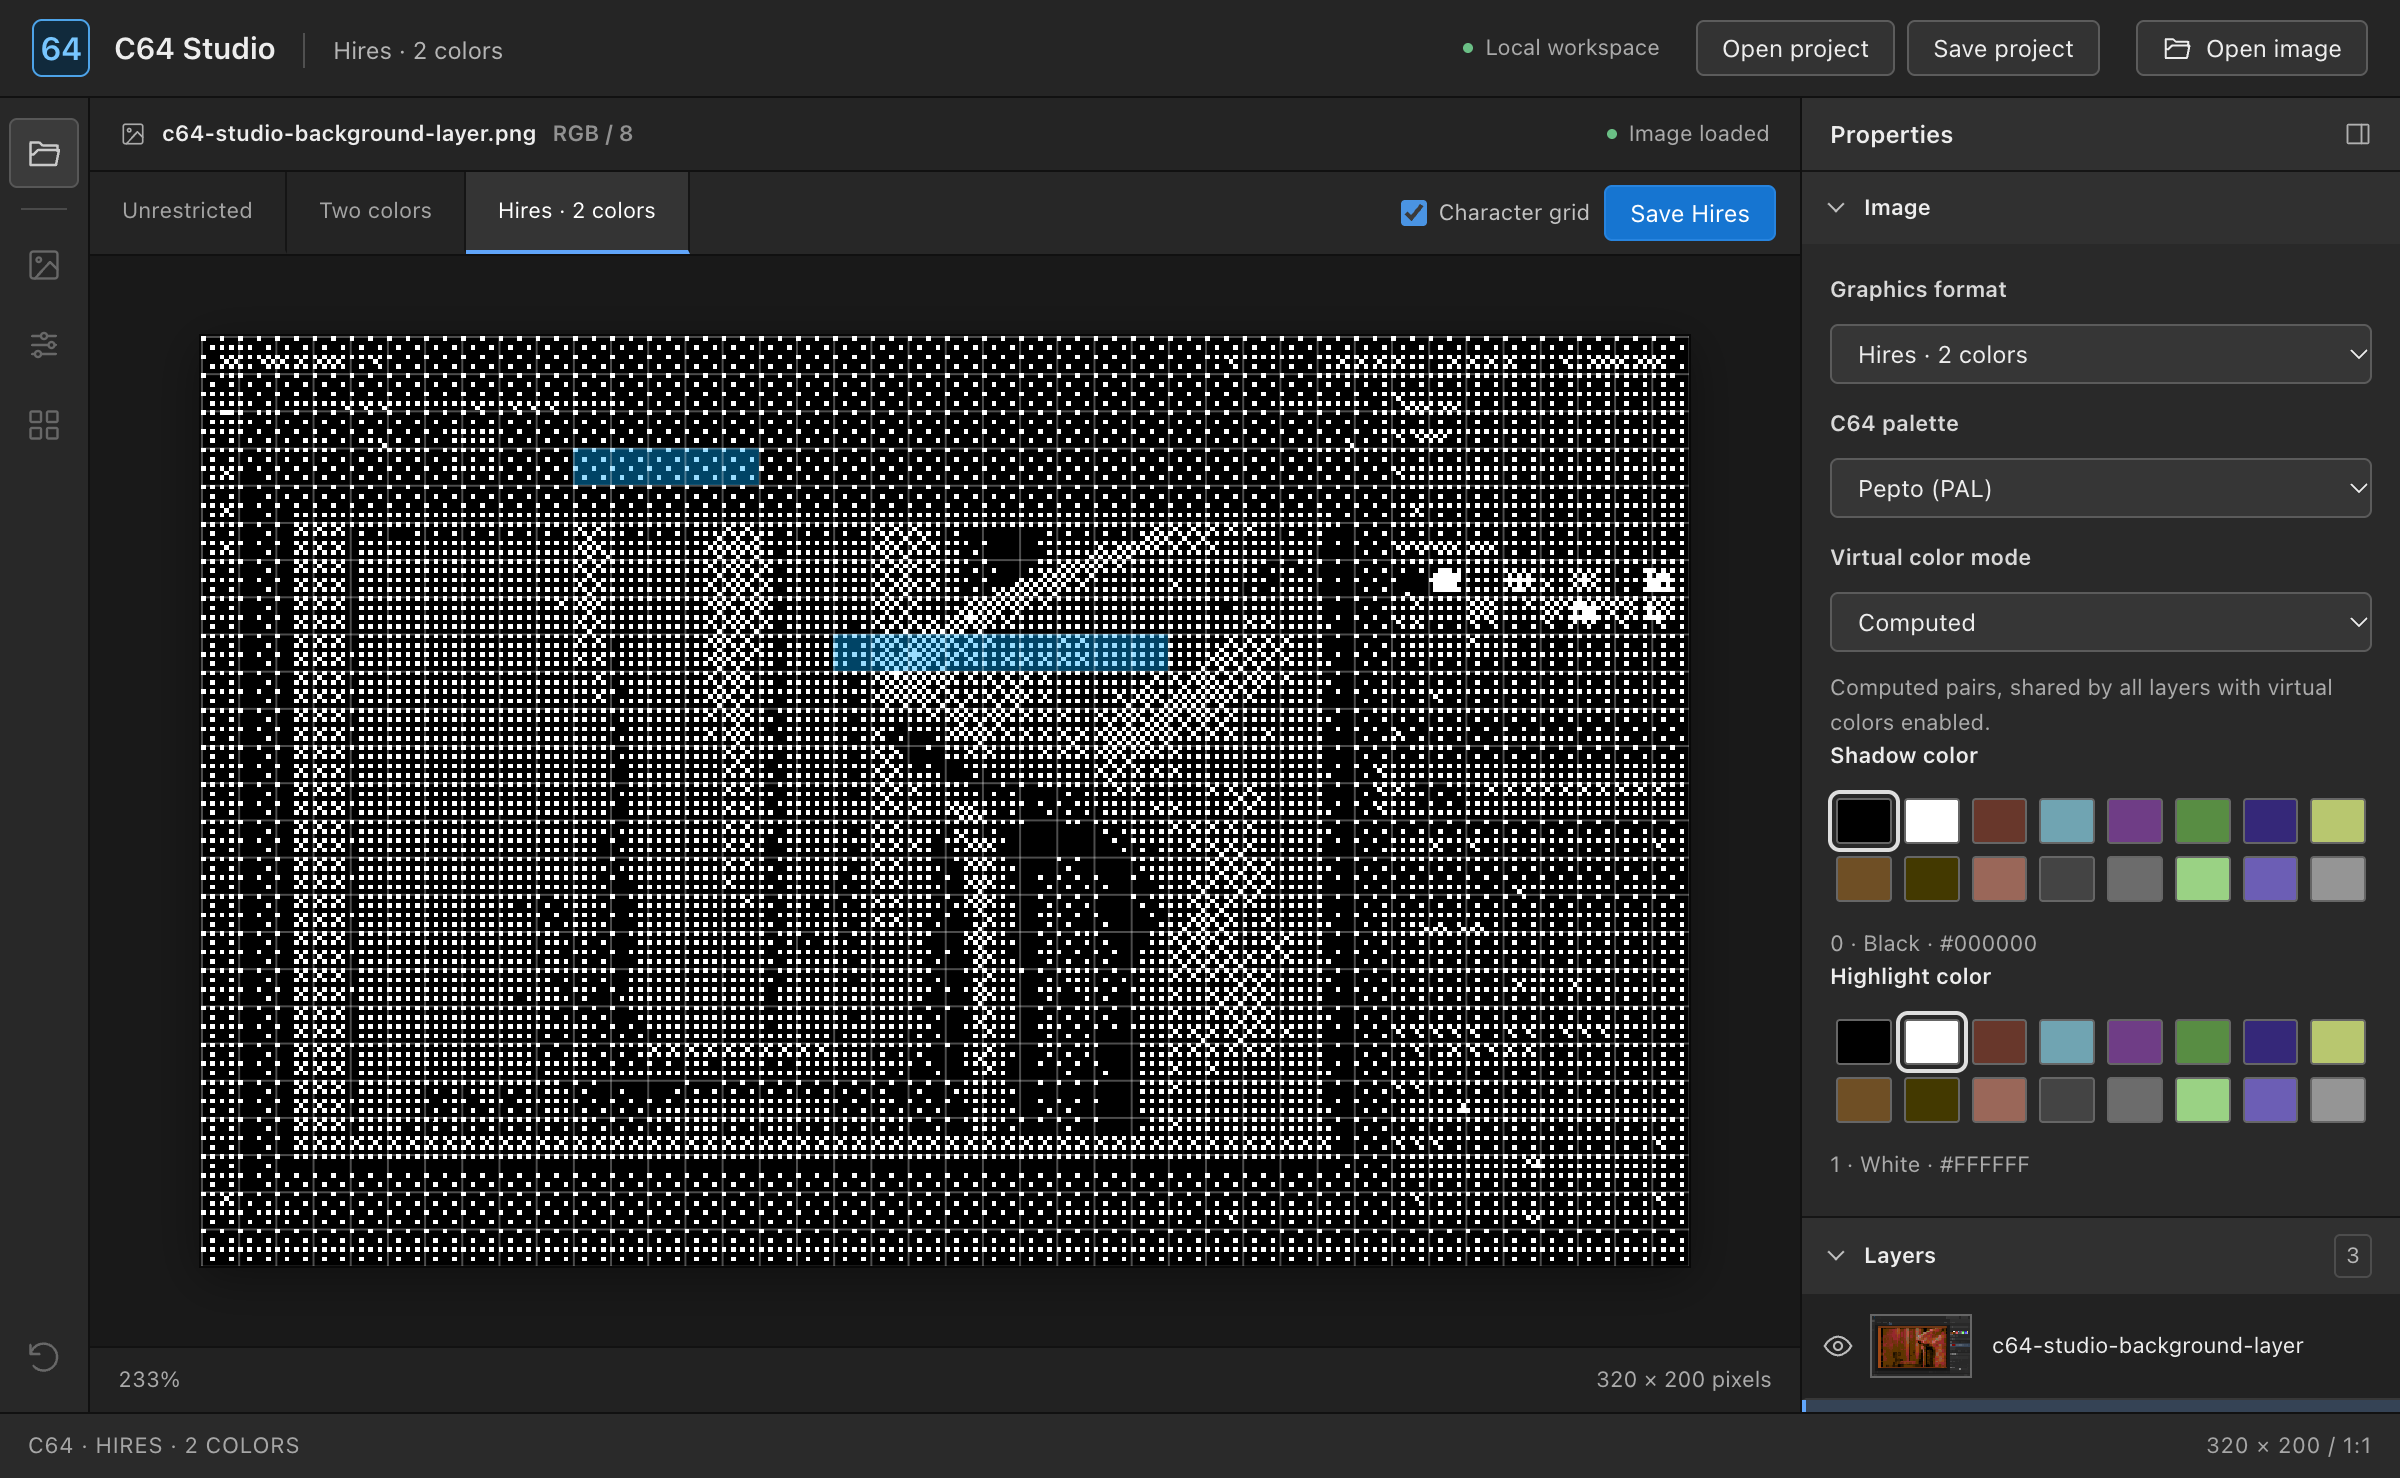 64 C64 Studio Hires · 2 colors Local workspace Open project Save project Open image
c64-studio-background-layer.png RGB / 8 Image loaded
Unrestricted Two colors Hires · 2 colors Character grid Save Hires
233% 320 × 200 pixels
Properties
Image
Graphics format
Hires · 2 colors
C64 palette
Pepto (PAL)
Virtual color mode
Computed
Computed pairs, shared by all layers with virtual
colors enabled.
Shadow color
0 · Black · #000000
Highlight color
1 · White · #FFFFFF
Layers 3
c64-studio-background-layer
C64 · HIRES · 2 COLORS 320 × 200 / 1:1